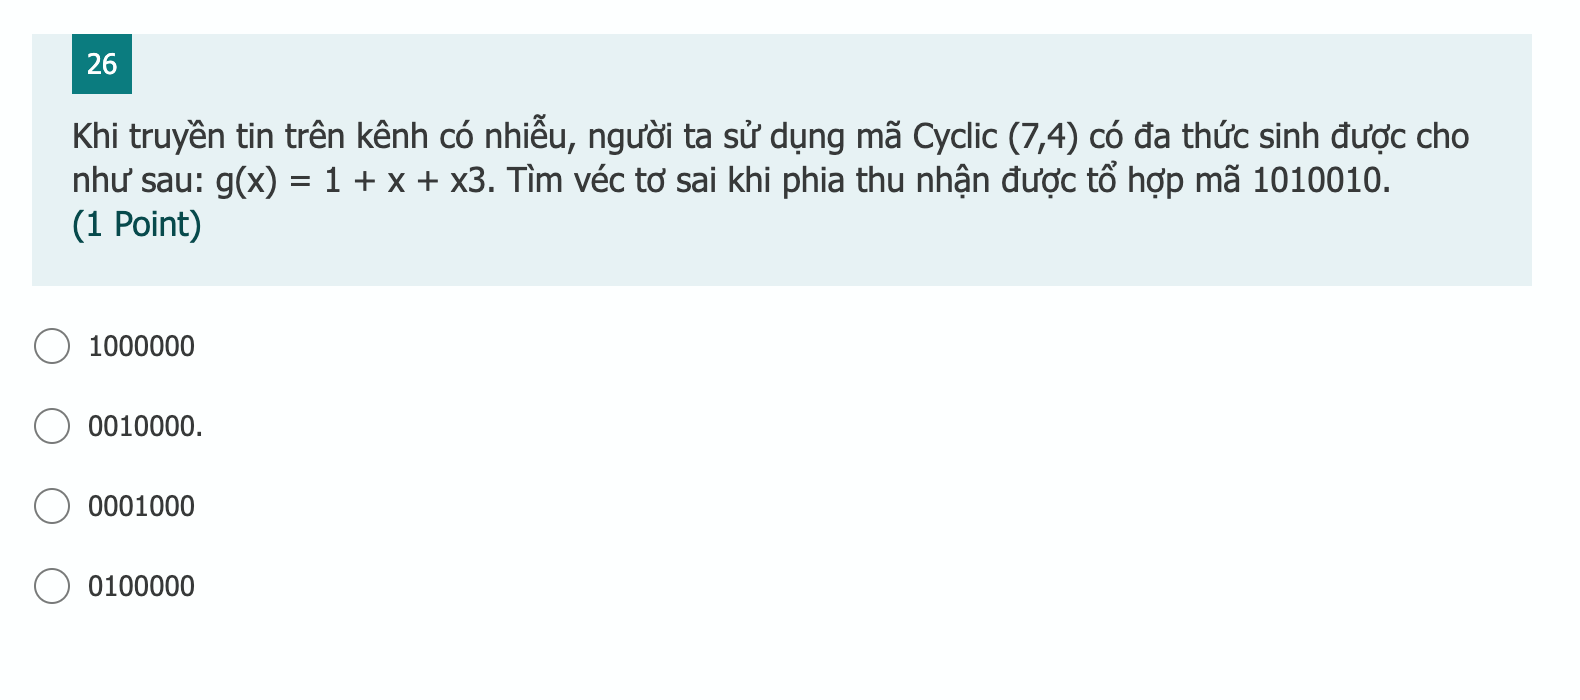 26
Khi truyền tin trên kênh có nhiễu, người ta sử dụng mã Cyclic (7,4) có đa thức sinh được cho
như sau: g(x) = 1 + x + x3. Tìm véc tơ sai khi phia thu nhận được tổ hợp mã 1010010.
(1 Point)
1000000
0010000.
0001000
0100000